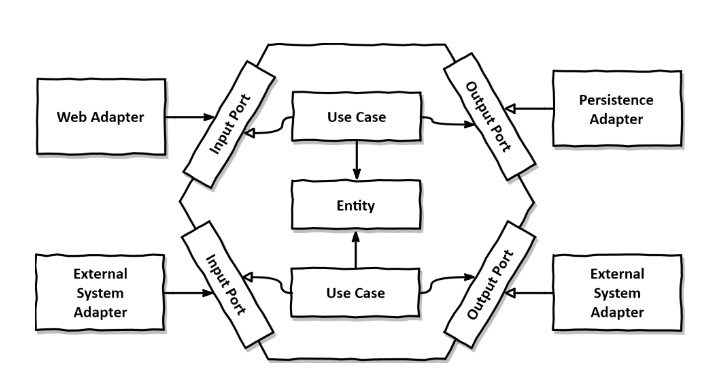 Web Adapter
Input Port
Use Case
Output Port
Persistence
Adapter
Entity
External
System
Adapter
Input Port
Use Case
Output Port
External
System
Adapter